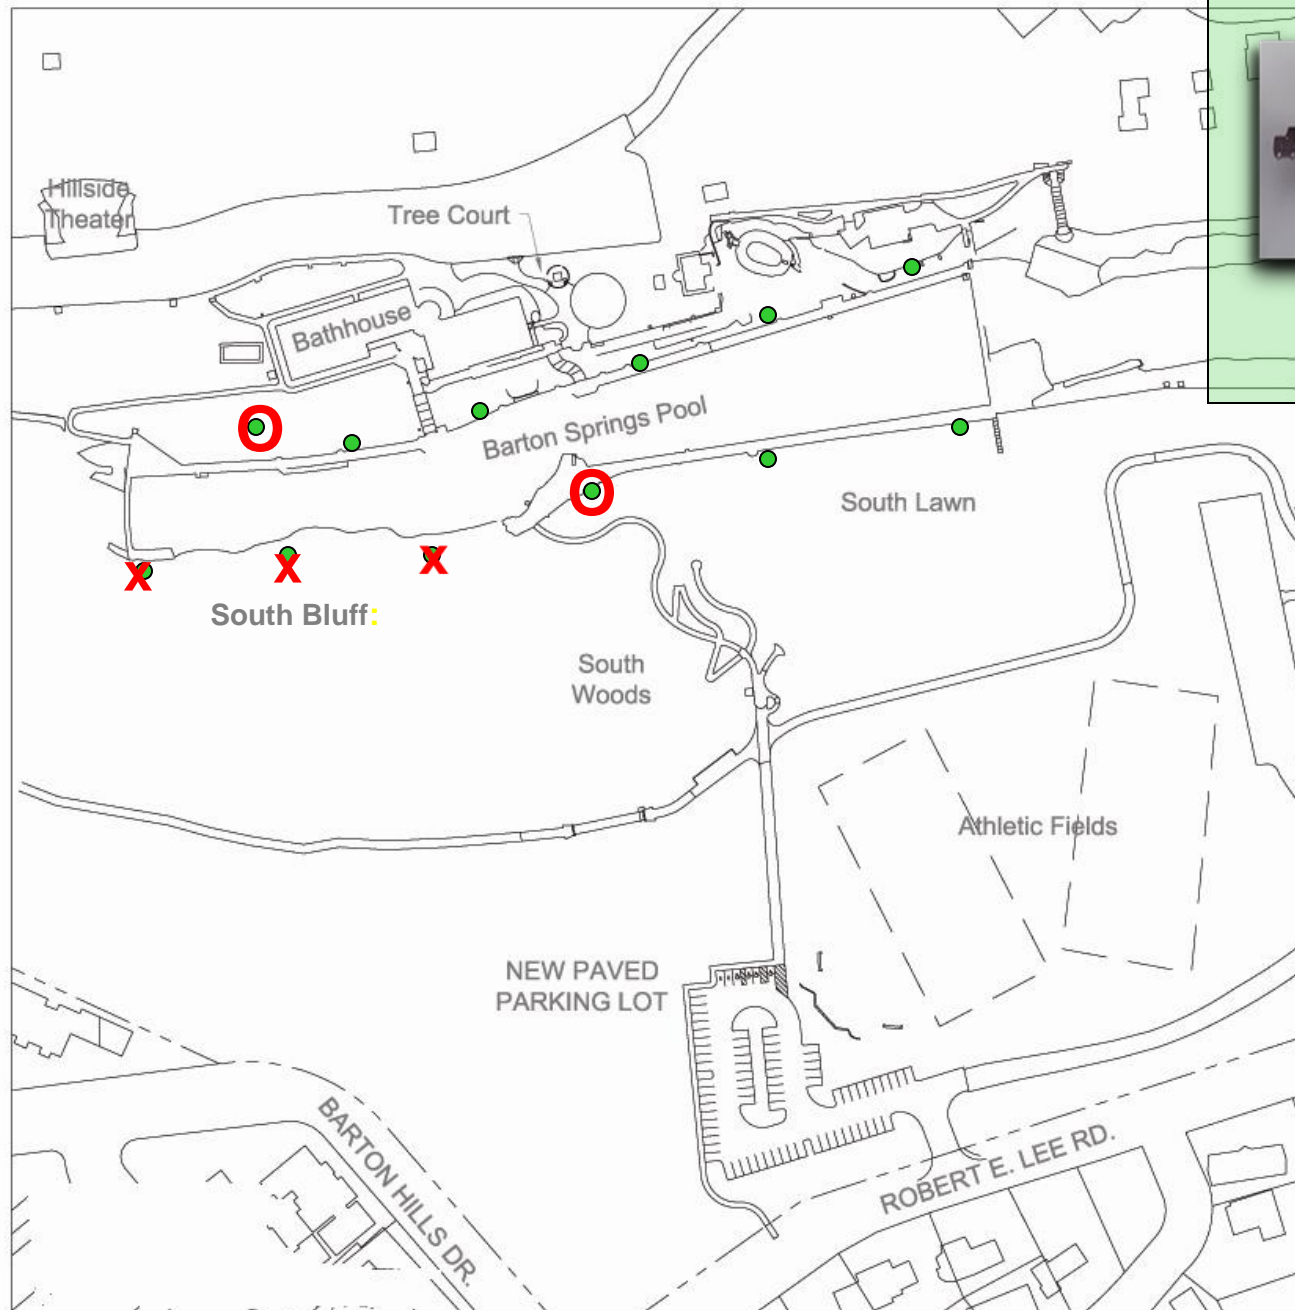 Hillside
Theater
Tree Court
Bathhouse
Barton Springs Pool
O
O
South Lawn
X
X
X
South Bluff:
South
Woods
Athletic Fields
NEW PAVED
PARKING LOT
BARTON HILLS DR.
ROBERT E. LEE RD.